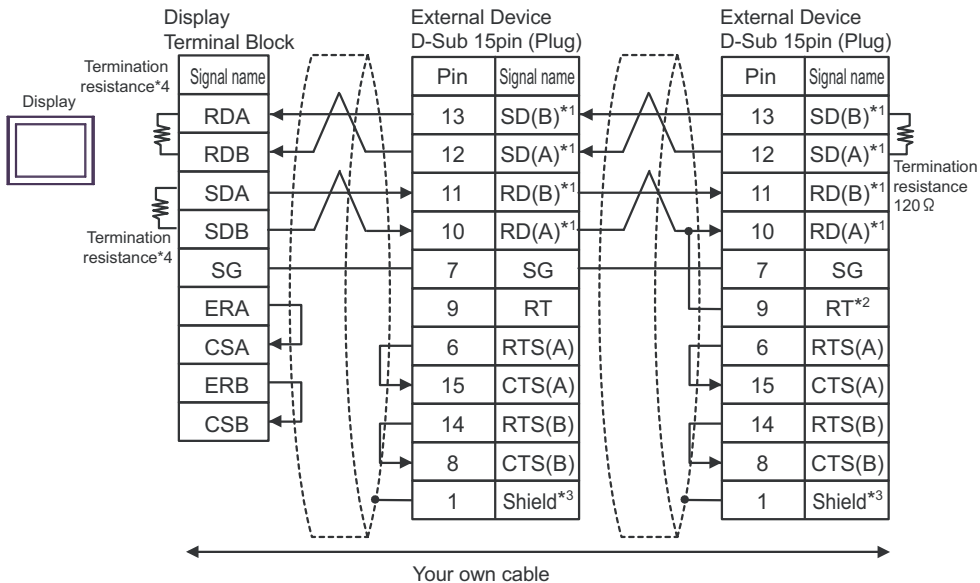 Display
Terminal Block
External Device
D-Sub 15pin (Plug)
External Device
D-Sub 15pin (Plug)
Termination
resistance*4
Display
Termination
resistance*4
Signal name
RDA
RDB
SDA
SDB
SG
ERA
CSA
ERB
CSB
Pin Signal name
13 SD(B)*1
12 SD(A)*1
11 RD(B)*1
10 RD(A)*1
7 SG
9 RT
6 RTS(A)
15 CTS(A)
14 RTS(B)
8 CTS(B)
1 Shield*3
Pin Signal name
13 SD(B)*1
12 SD(A)*1
11 RD(B)*1
10 RD(A)*1
7 SG
9 RT*2
6 RTS(A)
15 CTS(A)
14 RTS(B)
8 CTS(B)
1 Shield*3
Termination
resistance
120 Ω
Your own cable